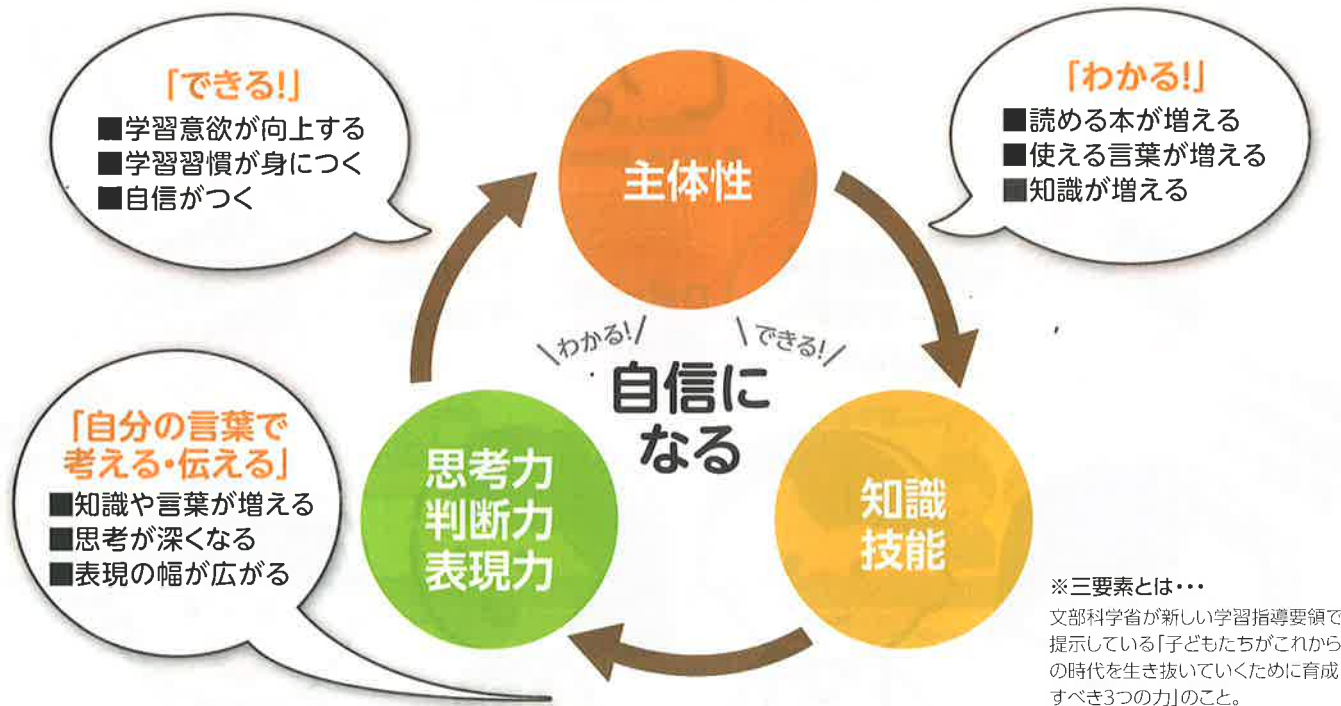 「できる!」
■学習意欲が向上する
■学習習慣が身につく
■自信がつく
主体性
「わかる!」
■読める本が増える
■使える言葉が増える
■知識が増える
\わかる!/
\できる!/
自信に
なる
「自分の言葉で
考える・伝える」
■知識や言葉が増える
■思考が深くなる
■表現の幅が広がる
思考力
判断力
表現力
知識
技能
※三要素とは・・・
文部科学省が新しい学習指導要領で
提示している「子どもたちがこれから
の時代を生き抜いていくために育成
すべき3つの力」のこと。